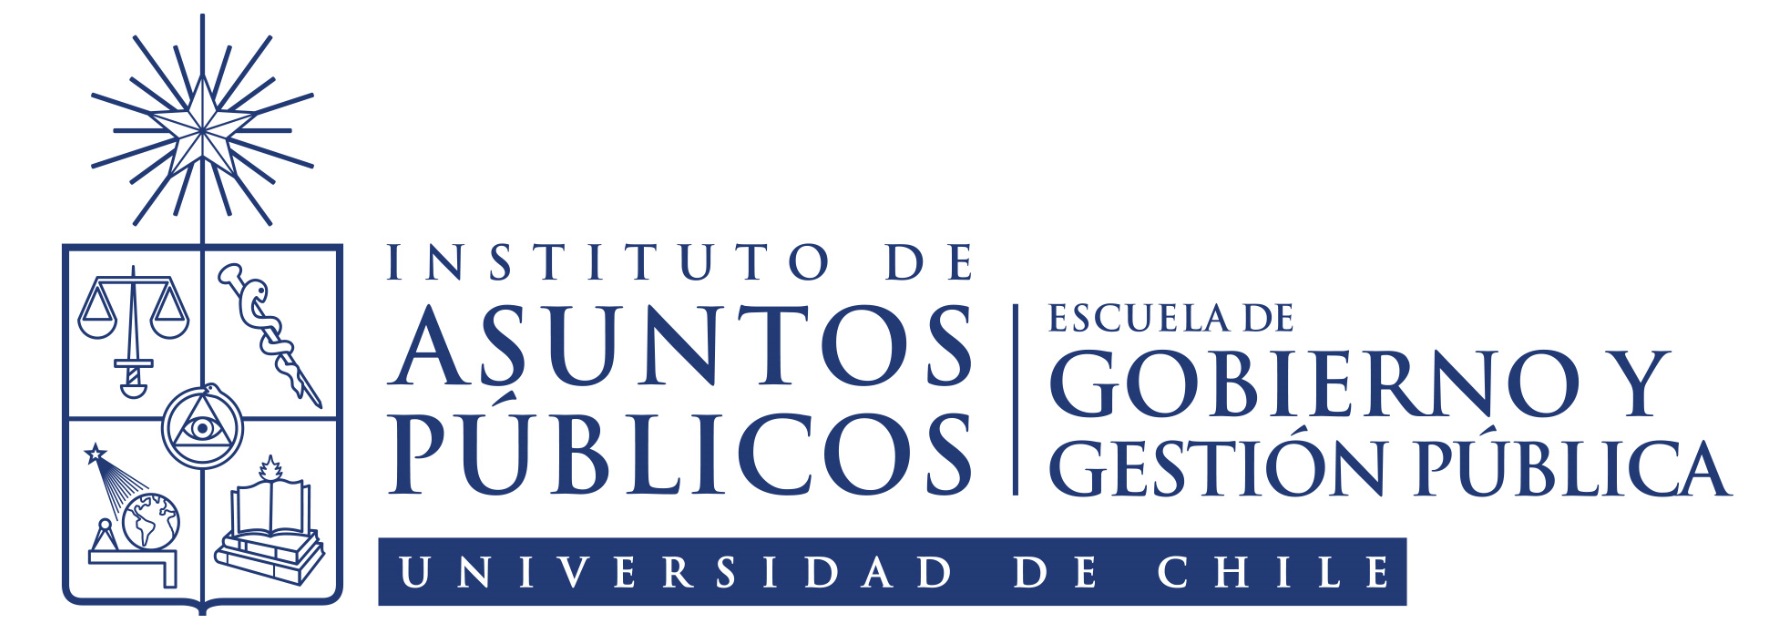 INSTITUTO DE
ASUNTOS
PÚBLICOS
ESCUELA DE
GOBIERNO Y
GESTIÓN PÚBLICA
UNIVERSIDAD DE CHILE